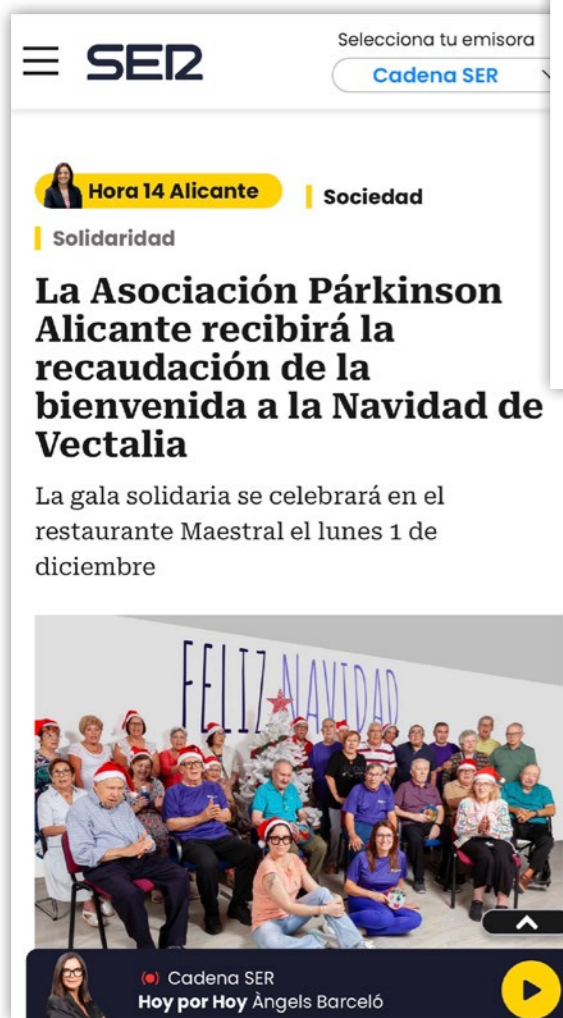 SER
Selecciona tu emisora
Cadena SER
Hora 14 Alicante
Sociedad
Solidaridad
La Asociación Párkinson
Alicante recibirá la
recaudación de la
bienvenida a la Navidad de
Vectalia
La gala solidaria se celebrará en el
restaurante Maestral el lunes 1 de
diciembre
FELIZ NAVIDAD
Cadena SER
Hoy por Hoy Àngels Barceló